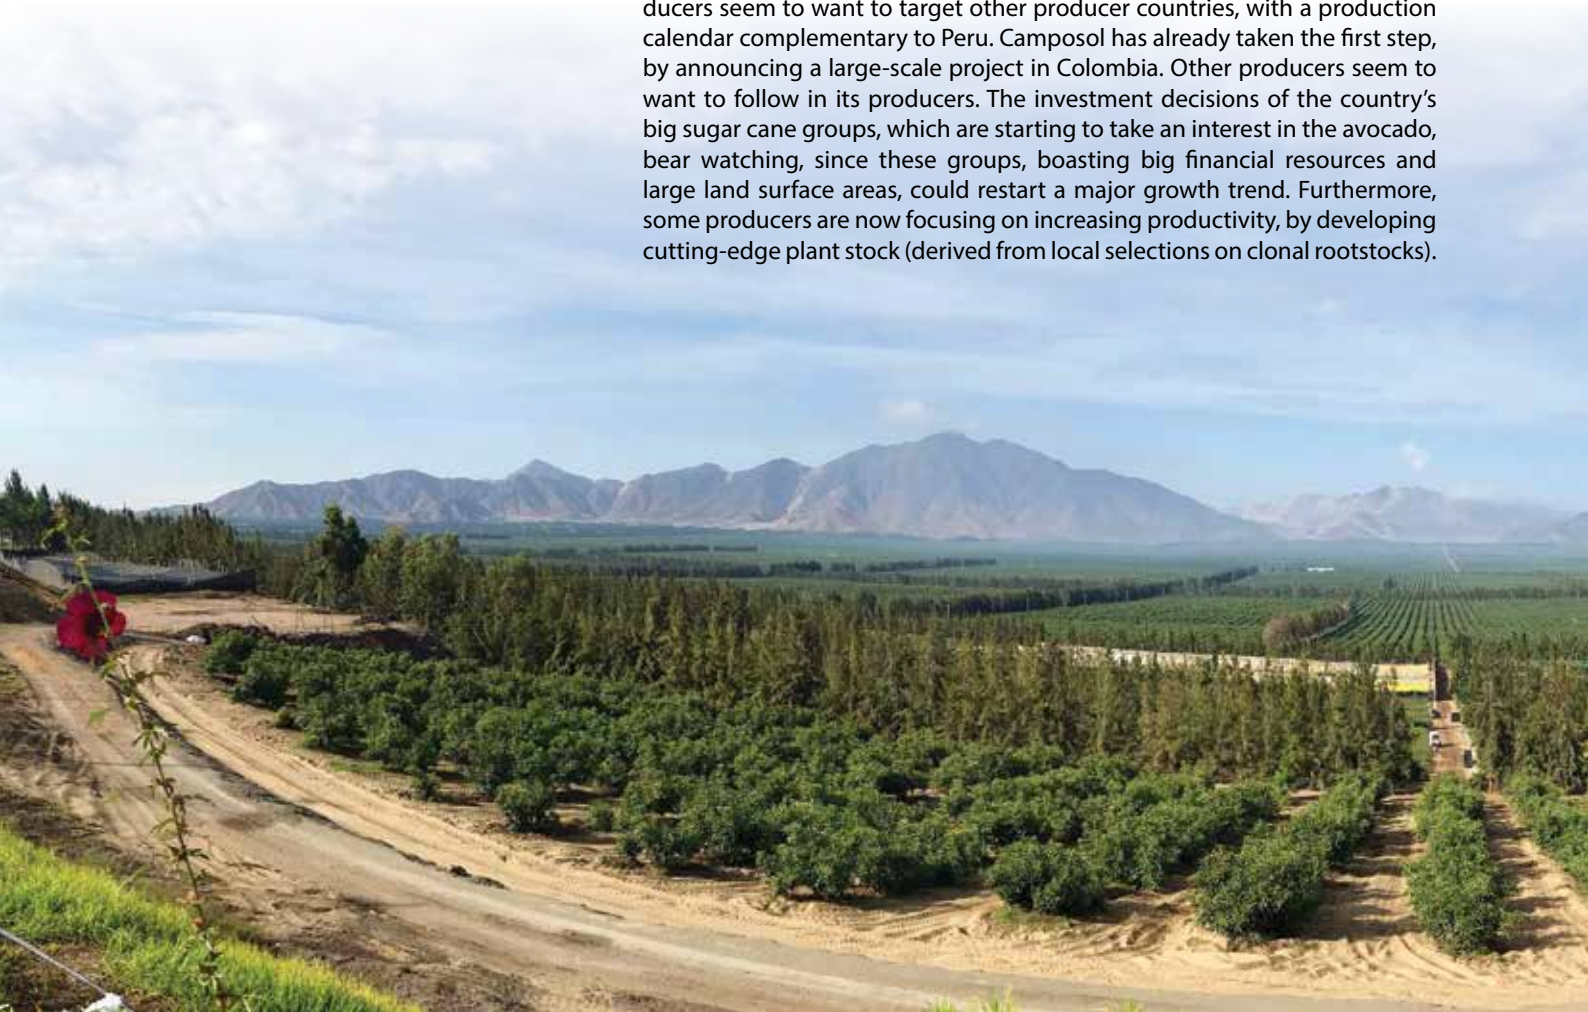 ducers seem to want to target other producer countries, with a production
calendar complementary to Peru. Camposol has already taken the first step,
by announcing a large-scale project in Colombia. Other producers seem to
want to follow in its producers. The investment decisions of the country’s
big sugar cane groups, which are starting to take an interest in the avocado,
bear watching, since these groups, boasting big financial resources and
large land surface areas, could restart a major growth trend. Furthermore,
some producers are now focusing on increasing productivity, by developing
cutting-edge plant stock (derived from local selections on clonal rootstocks).